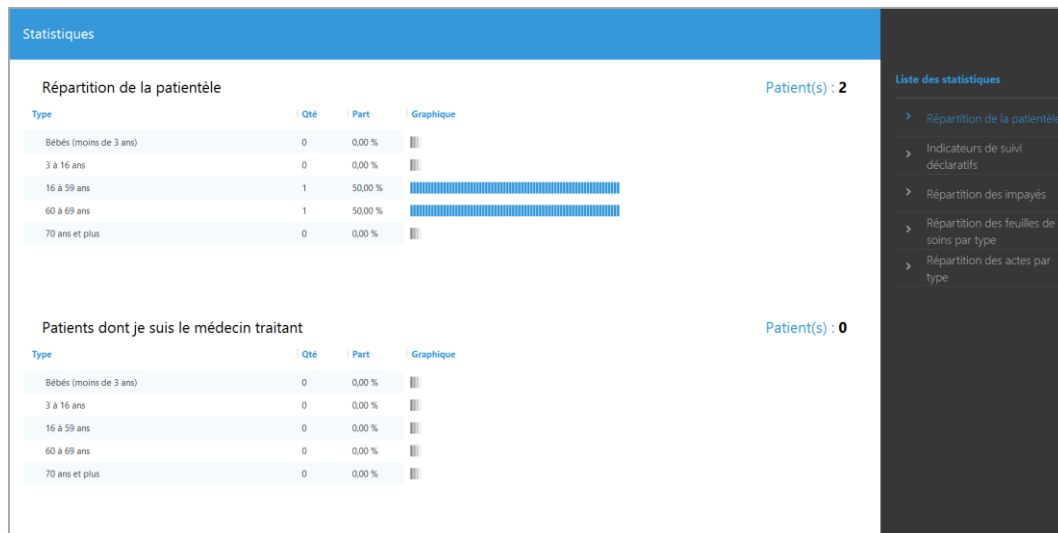 Statistiques
Répartition de la patientèle
Patient(s) : 2
Type Qté Part Graphique
Bébés (moins de 3 ans) 0 0,00 %
3 à 16 ans 0 0,00 %
16 à 59 ans 1 50,00 %
60 à 69 ans 1 50,00 %
70 ans et plus 0 0,00 %
Patients dont je suis le médecin traitant
Patient(s) : 0
Type Qté Part Graphique
Bébés (moins de 3 ans) 0 0,00 %
3 à 16 ans 0 0,00 %
16 à 59 ans 0 0,00 %
60 à 69 ans 0 0,00 %
70 ans et plus 0 0,00 %
Liste des statistiques
Répartition de la patientèle
Indicateurs de suivi
déclaratifs
Répartition des impayés
Répartition des feuilles de
soins par type
Répartition des actes par
type